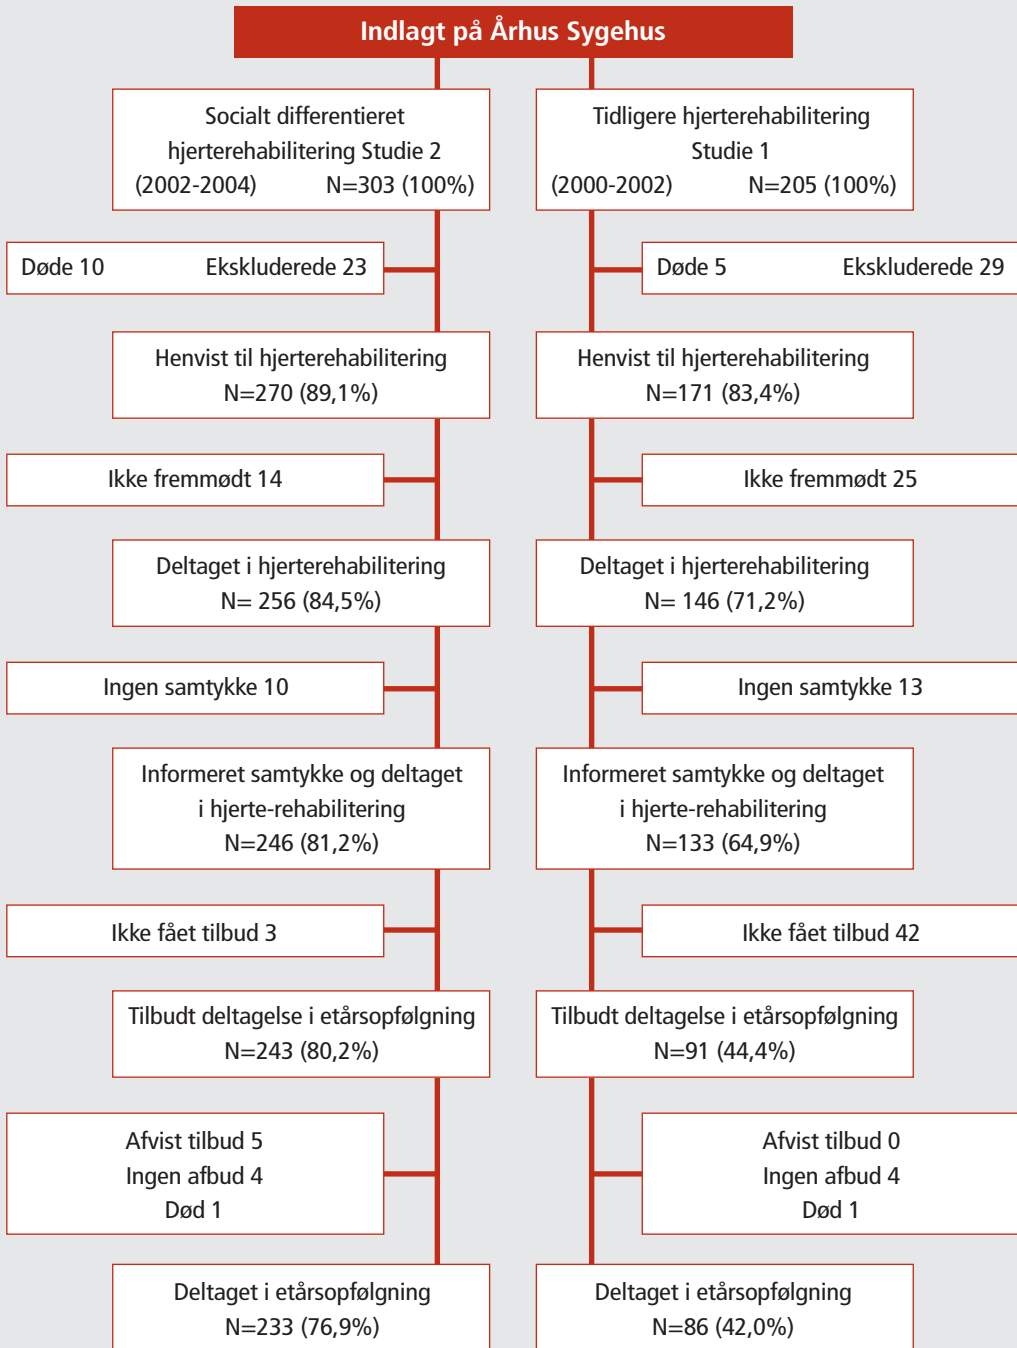 Indlagt på Århus Sygehus
Socialt differentieret
hjerterehabilitering Studie 2
(2002-2004) N=303 (100%)
Tidligere hjerterehabilitering
Studie 1
(2000-2002) N=205 (100%)
Døde 10 Ekskluderede 23
Døde 5 Ekskluderede 29
Henvist til hjerterehabilitering
N=270 (89,1%)
Henvist til hjerterehabilitering
N=171 (83,4%)
Ikke fremmødt 14
Ikke fremmødt 25
Deltaget i hjerterehabilitering
N= 256 (84,5%)
Deltaget i hjerterehabilitering
N= 146 (71,2%)
Ingen samtykke 10
Ingen samtykke 13
Informeret samtykke og deltaget
i hjerte-rehabilitering
N=246 (81,2%)
Informeret samtykke og deltaget
i hjerte-rehabilitering
N=133 (64,9%)
Ikke fået tilbud 3
Ikke fået tilbud 42
Tilbudt deltagelse i etårsopfølgning
N=243 (80,2%)
Tilbudt deltagelse i etårsopfølgning
N=91 (44,4%)
Afvist tilbud 5
Ingen afbud 4
Død 1
Afvist tilbud 0
Ingen afbud 4
Død 1
Deltaget i etårsopfølgning
N=233 (76,9%)
Deltaget i etårsopfølgning
N=86 (42,0%)